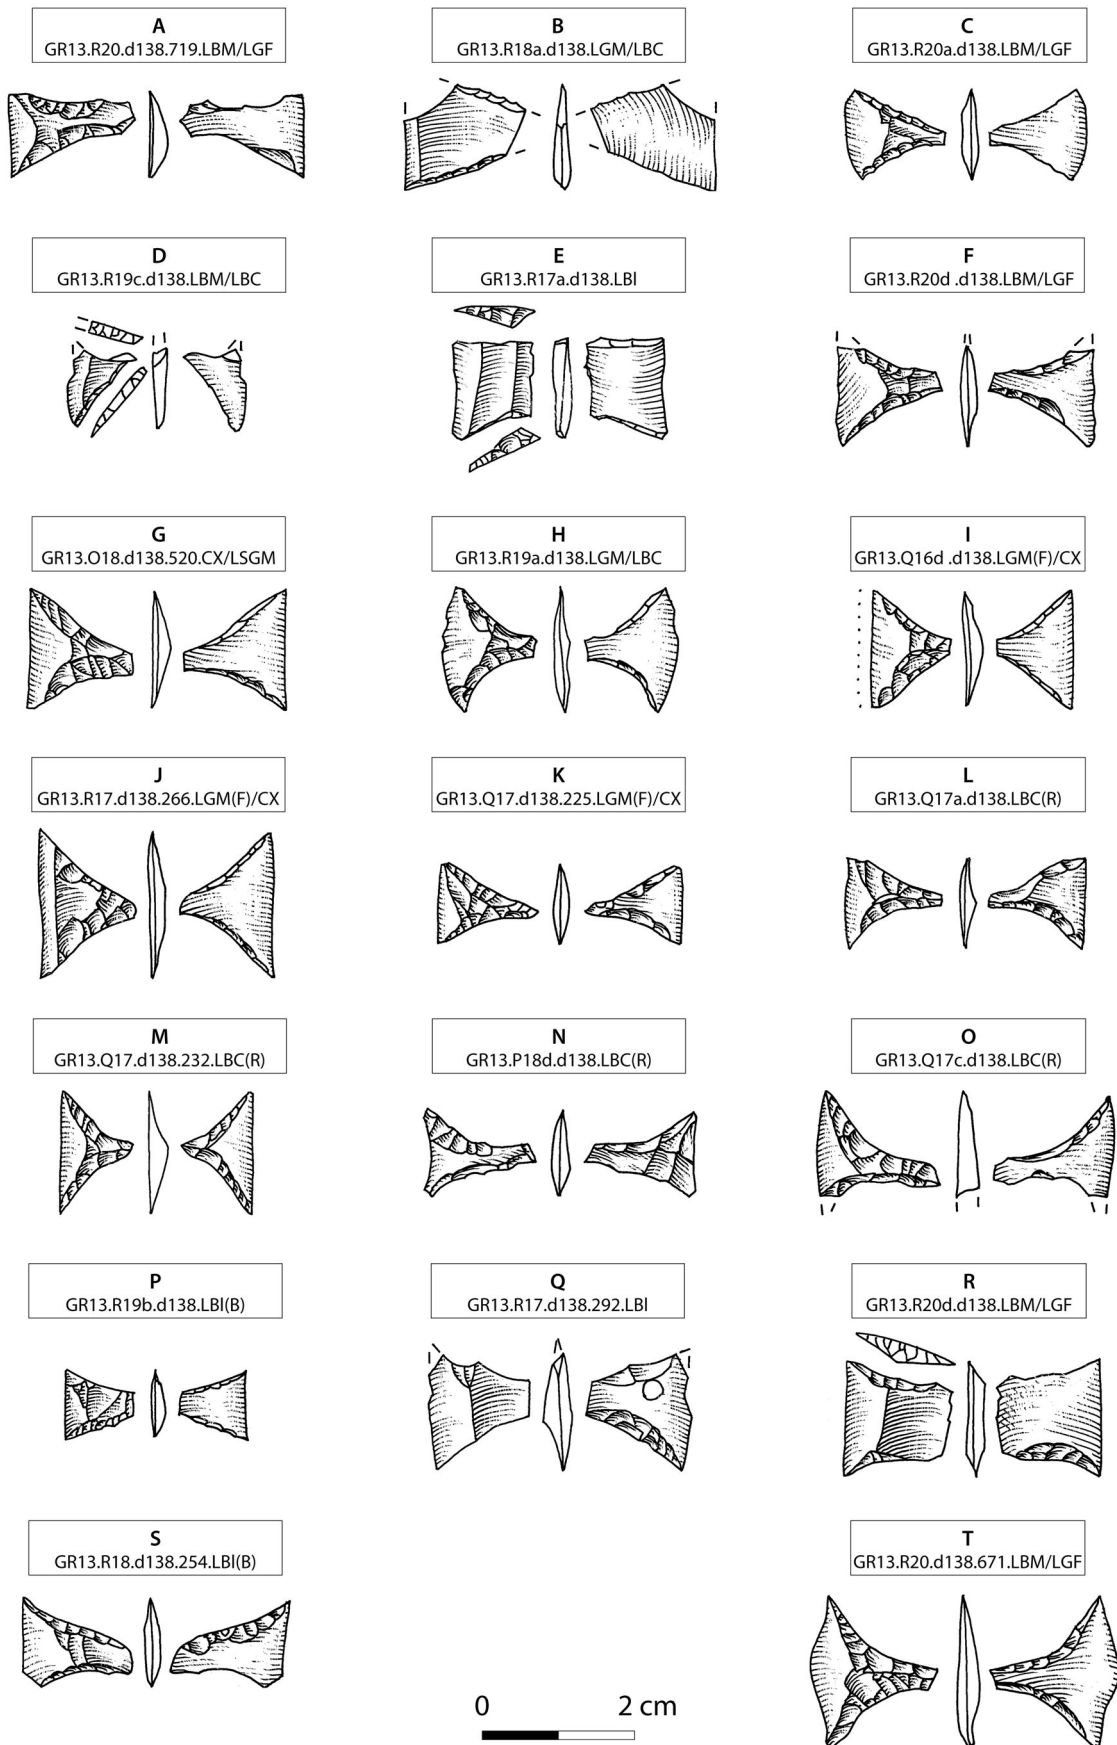 A
GR13.R20.d138.719.LBM/LGF
B
GR13.R18a.d138.LGM/LBC
C
GR13.R20a.d138.LBM/LGF
D
GR13.R19c.d138.LBM/LBC
E
GR13.R17a.d138.LBl
F
GR13.R20d .d138.LBM/LGF
G
GR13.O18.d138.520.CX/LSGM
H
GR13.R19a.d138.LGM/LBC
I
GR13.Q16d .d138.LGM(F)/CX
J
GR13.R17.d138.266.LGM(F)/CX
K
GR13.Q17.d138.225.LGM(F)/CX
L
GR13.Q17a.d138.LBC(R)
M
GR13.Q17.d138.232.LBC(R)
N
GR13.P18d.d138.LBC(R)
O
GR13.Q17c.d138.LBC(R)
P
GR13.R19b.d138.LBl(B)
Q
GR13.R17.d138.292.LBl
R
GR13.R20d.d138.LBM/LGF
S
GR13.R18.d138.254.LBl(B)
T
GR13.R20.d138.671.LBM/LGF
0 2 cm